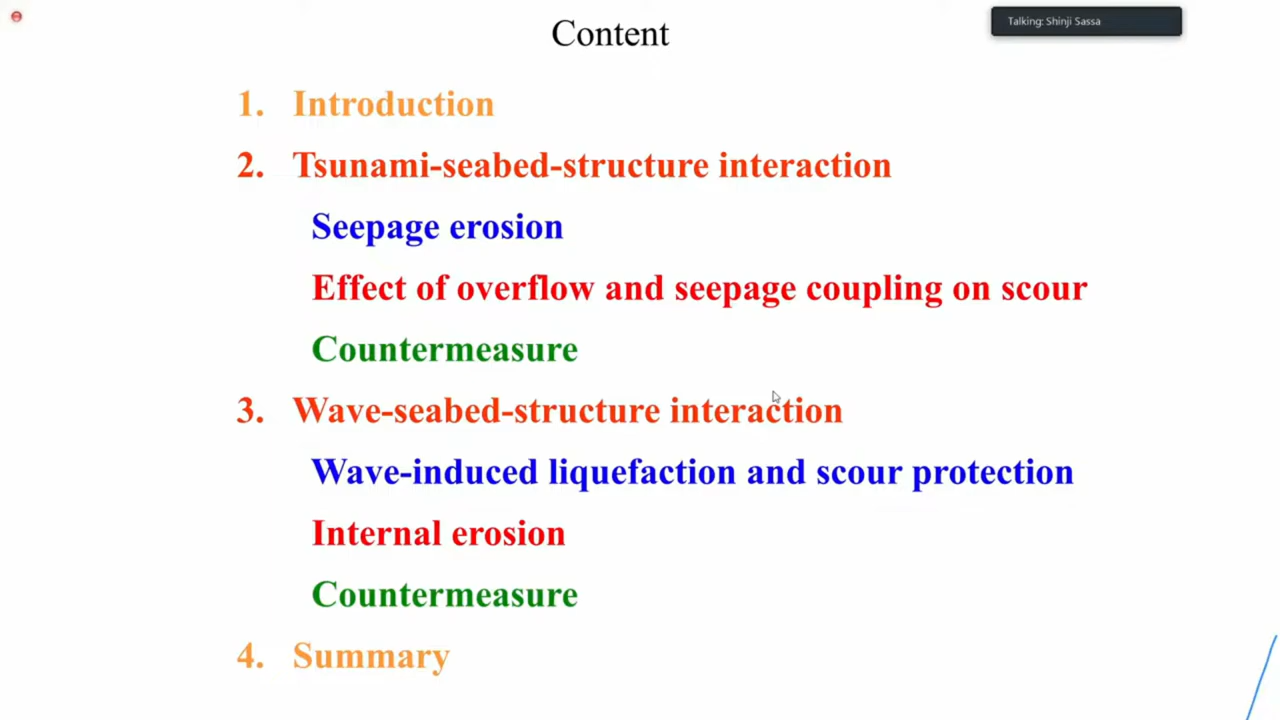 Content
Talking: Shinji Sassa
1. Introduction
2. Tsunami-seabed-structure interaction
Seepage erosion
Effect of overflow and seepage coupling on scour
Countermeasure
3. Wave-seabed-structure interaction
Wave-induced liquefaction and scour protection
Internal erosion
Countermeasure
4. Summary